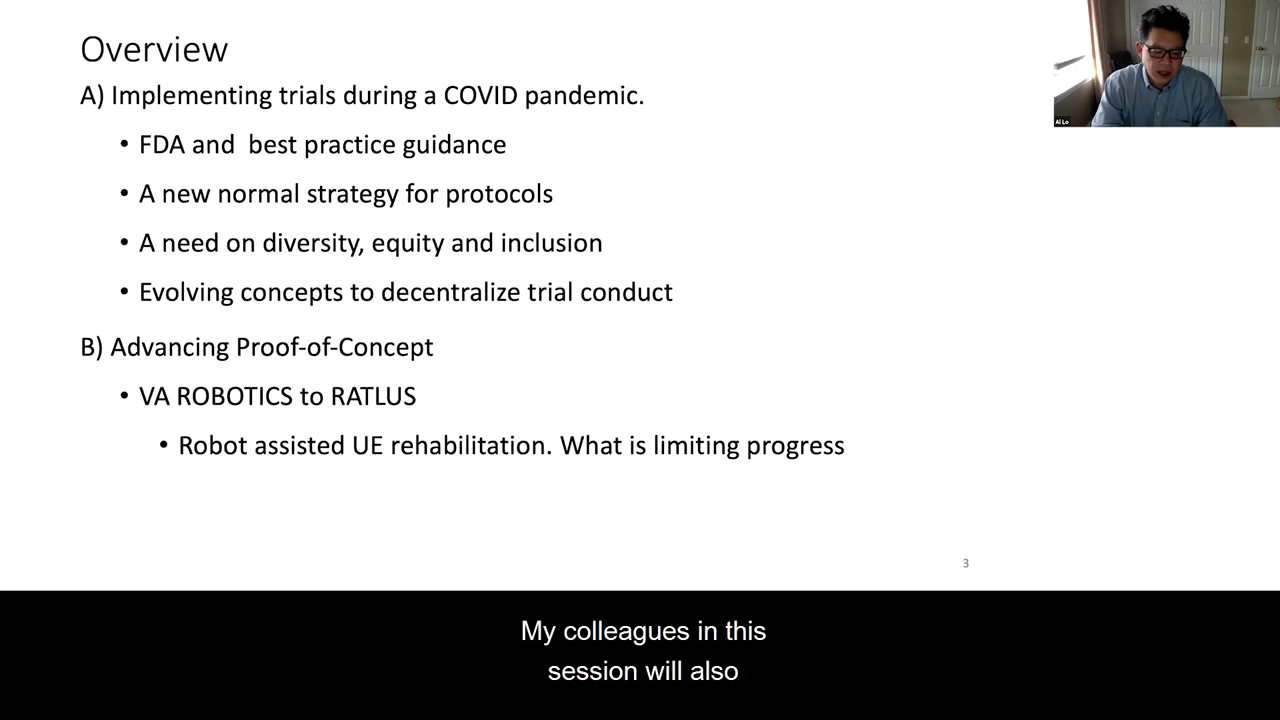 Overview
A) Implementing trials during a COVID pandemic.
• FDA and best practice guidance
• A new normal strategy for protocols
• A need on diversity, equity and inclusion
• Evolving concepts to decentralize trial conduct
B) Advancing Proof-of-Concept
• VA ROBOTICS to RATLUS
• Robot assisted UE rehabilitation. What is limiting progress
3
Al Lo
My colleagues in this
session will also